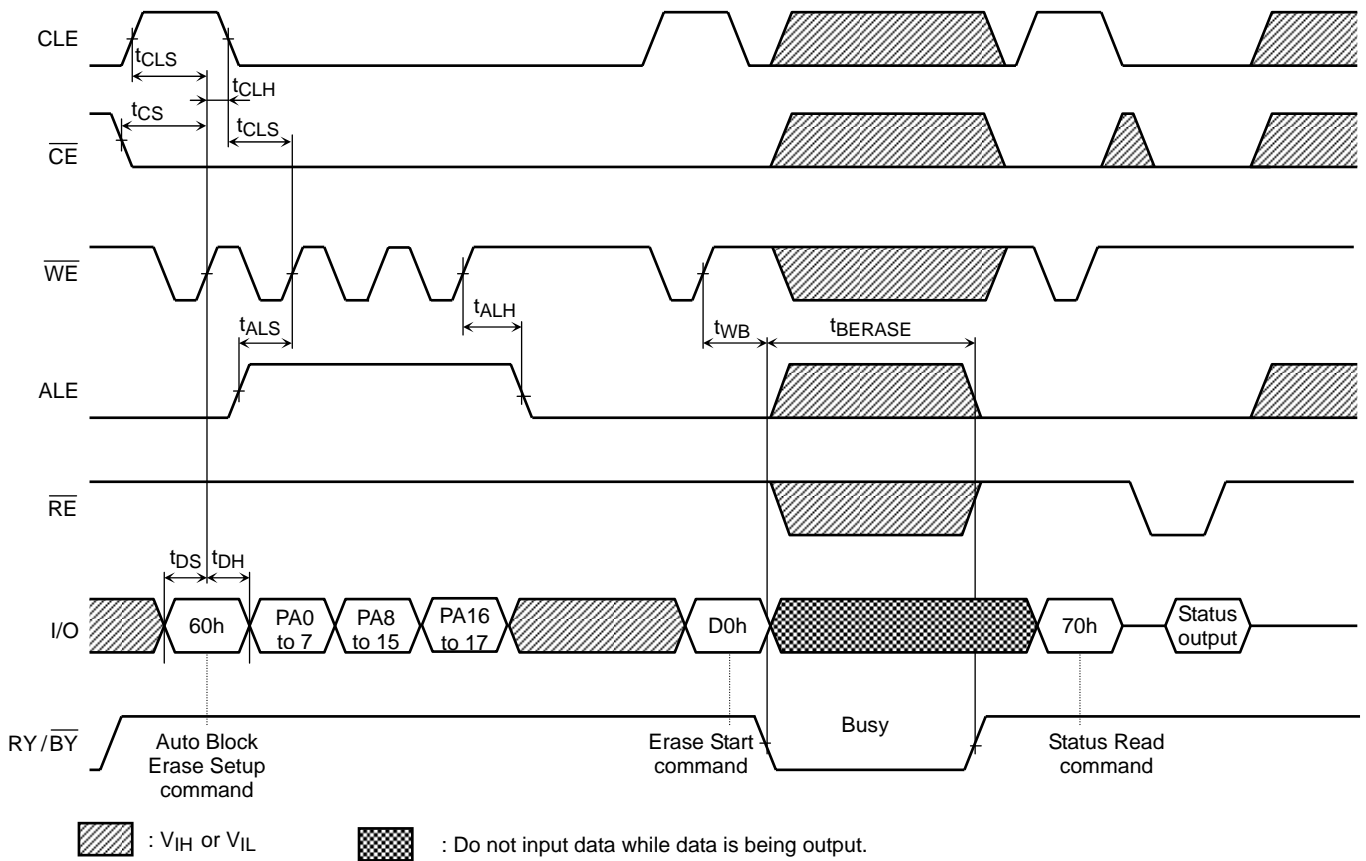 CLE
tCLS
tCLH
tCS
tCLS
CE
WE
tALS
tALH
tWB
tBERASE
ALE
RE
tDS
tDH
I/O
60h
PA0
to 7
PA8
to 15
PA16
to 17
D0h
70h
Status
output
RY/BY
Auto Block
Erase Setup
command
Erase Start
command
Busy
Status Read
command
: VIH or VIL
: Do not input data while data is being output.